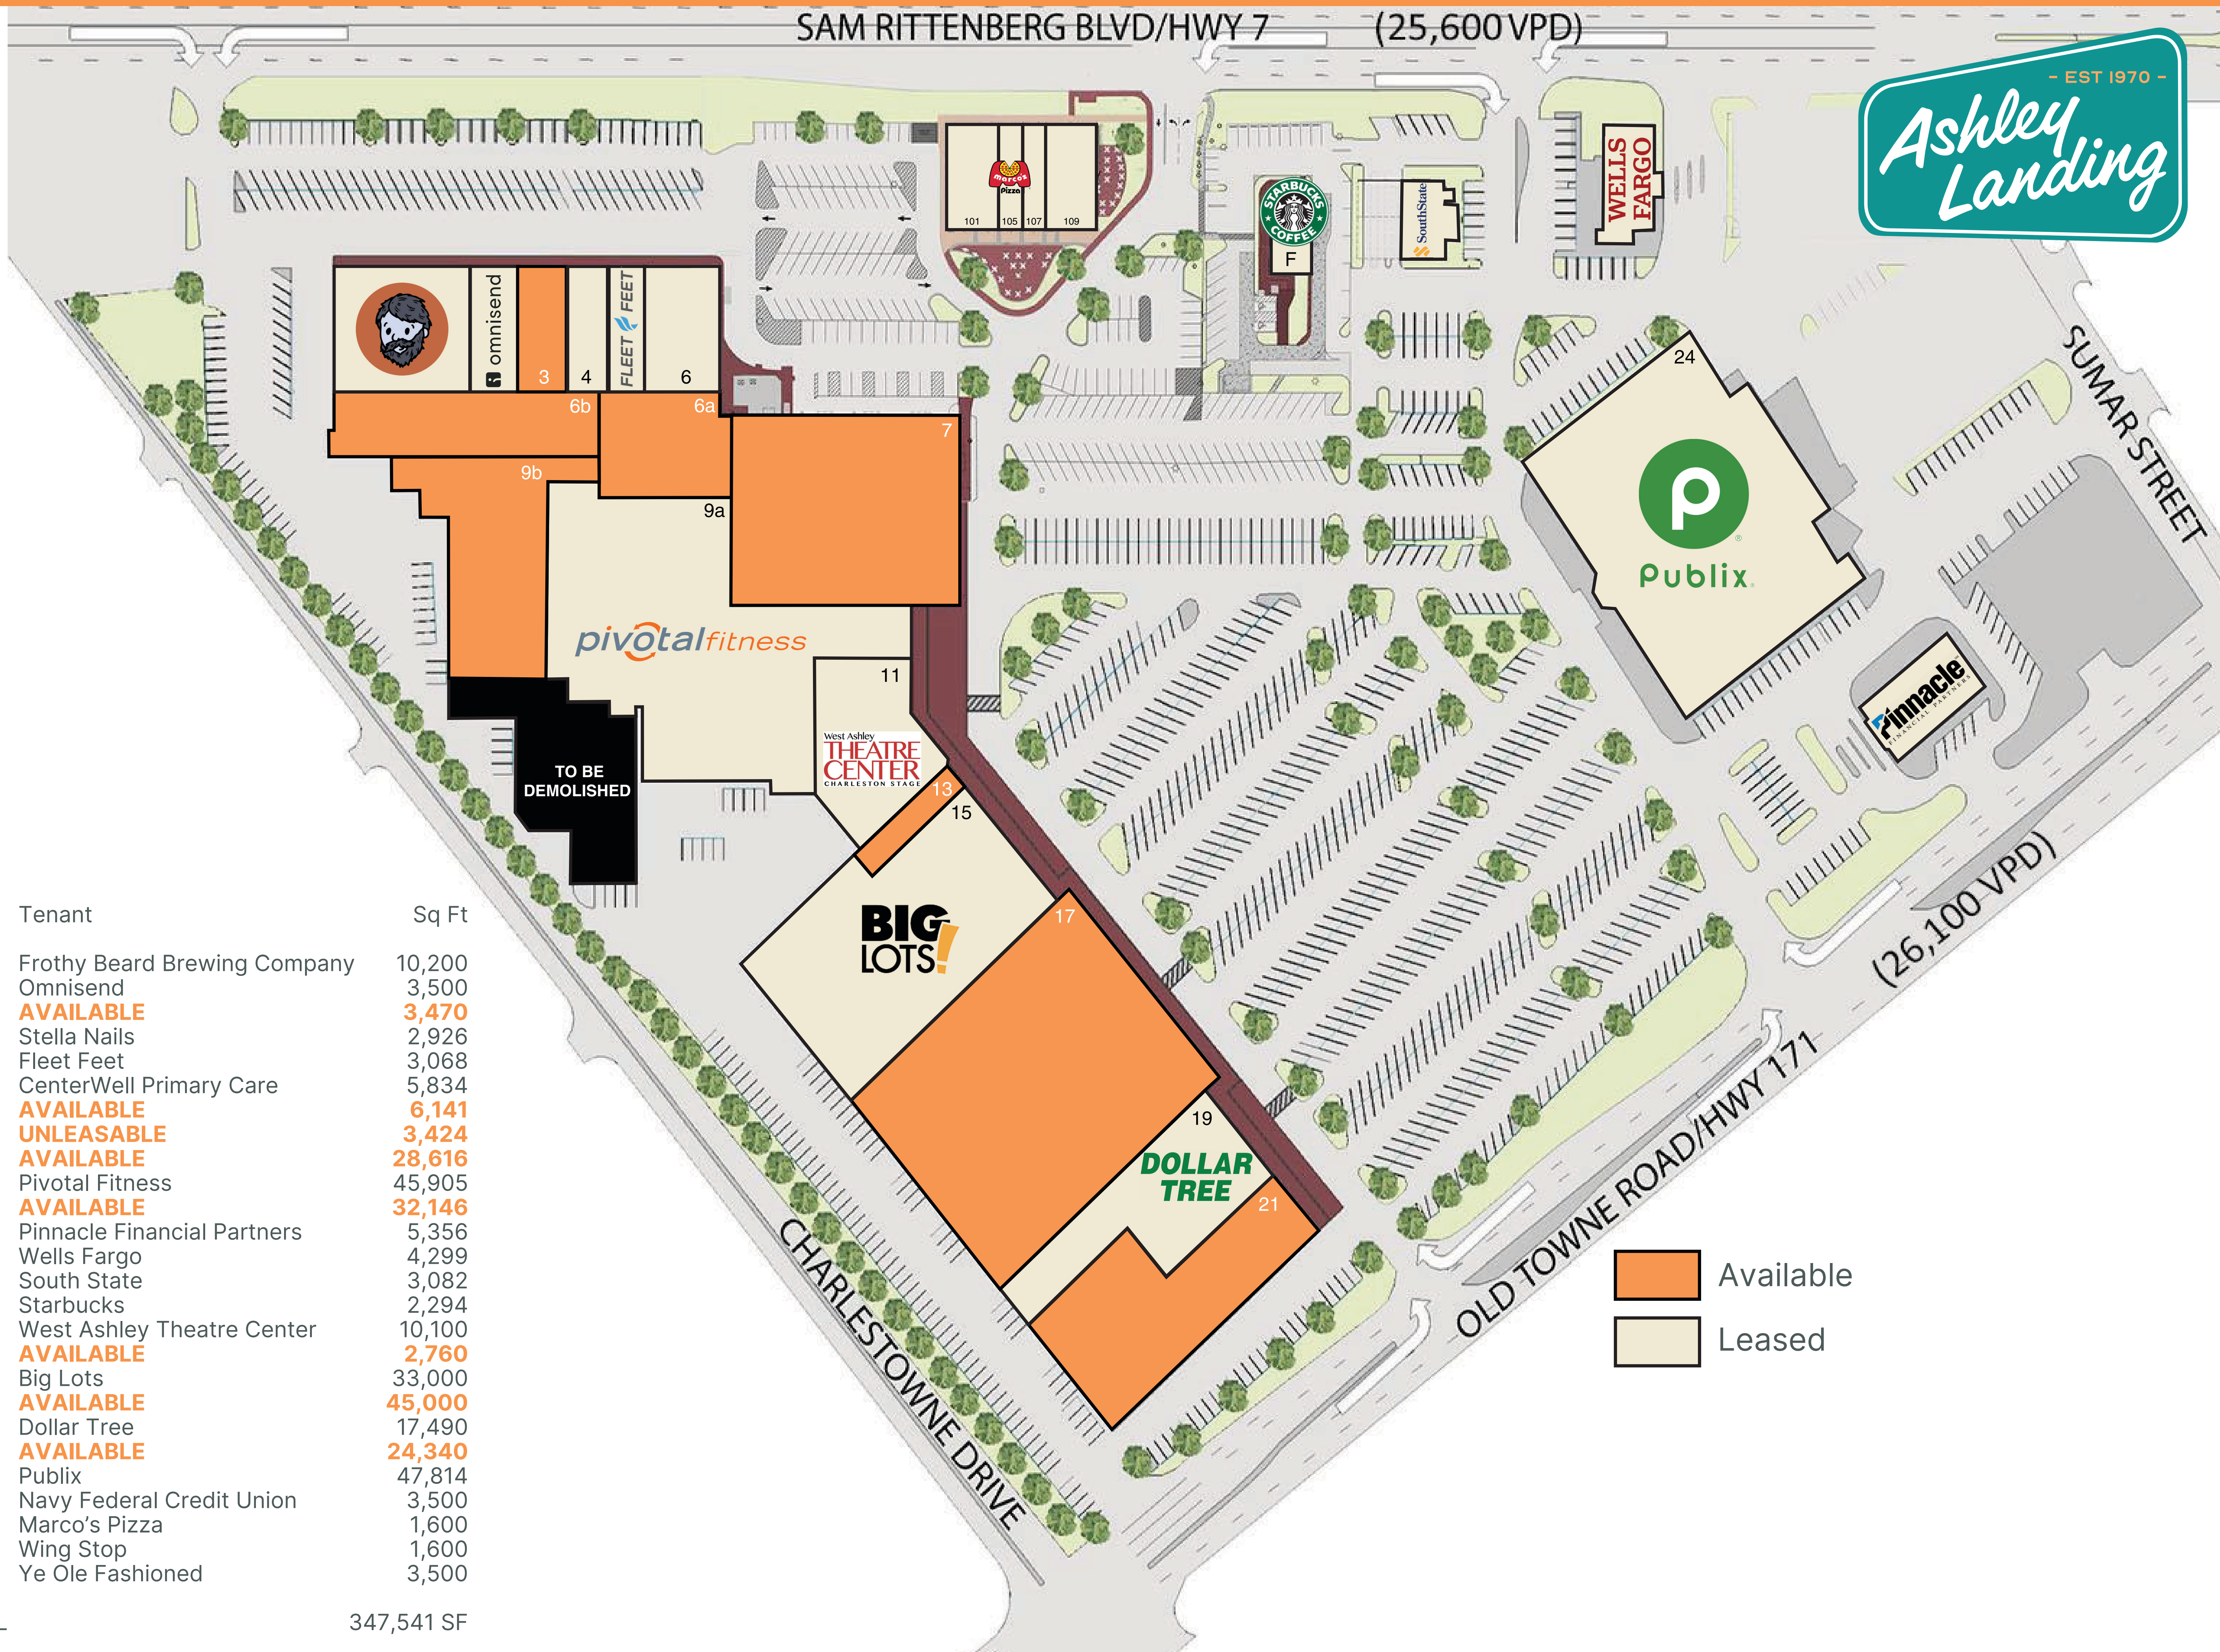 SAM RITTENBERG BLVD/HWY 7 (25,600 VPD)
- EST 1970 -
Ashley
Landing
marco's
Pizza
101 105 107 109
STARBUCKS
COFFEE
F
SouthState
WELLS
FARGO
SUMAR STREET
omnisend
3
4
FLEET FEET
6
6b
6a
7
9b
9a
24
Publix
pivotalfitness
11
West Ashley
THEATRE
CENTER
CHARLESTON STAGE
Pinnacle
FINANCIAL PARTNERS
TO BE
DEMOLISHED
13
15
BIG
LOTS!
17
19
DOLLAR
TREE
21
(26,100 VPD)
OLD TOWNE ROAD/HWY 171
CHARLESTOWNE DRIVE
Available
Leased
Tenant Sq Ft
Frothy Beard Brewing Company 10,200
Omnisend 3,500
AVAILABLE 3,470
Stella Nails 2,926
Fleet Feet 3,068
CenterWell Primary Care 5,834
AVAILABLE 6,141
UNLEASABLE 3,424
AVAILABLE 28,616
Pivotal Fitness 45,905
AVAILABLE 32,146
Pinnacle Financial Partners 5,356
Wells Fargo 4,299
South State 3,082
Starbucks 2,294
West Ashley Theatre Center 10,100
AVAILABLE 2,760
Big Lots 33,000
AVAILABLE 45,000
Dollar Tree 17,490
AVAILABLE 24,340
Publix 47,814
Navy Federal Credit Union 3,500
Marco’s Pizza 1,600
Wing Stop 1,600
Ye Ole Fashioned 3,500
347,541 SF